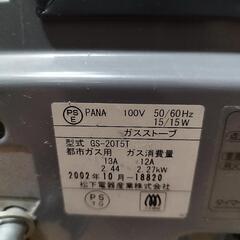 PS
E
PANA 100V 50/60Hz
15/15W
ガスストーブ
型式 GS-20T5T
都市ガス用 ガス消費量
13A 12A
2.44 2.27kW
2002年10月-18820
松下電器産業株式会社
PS